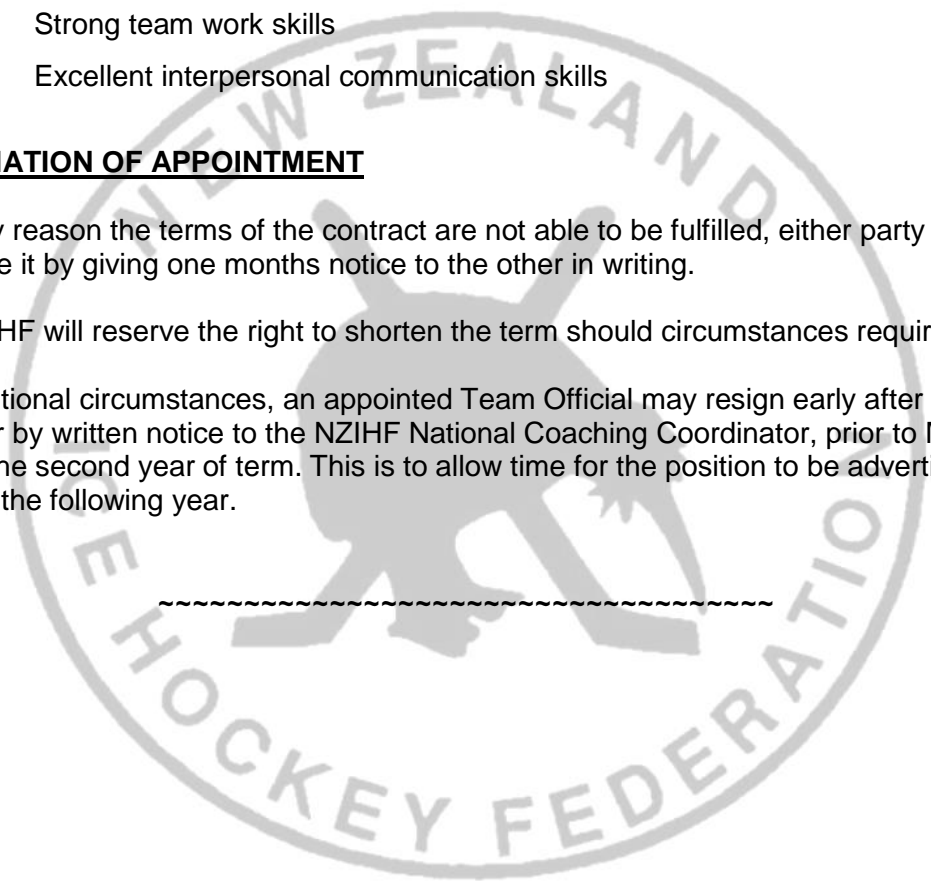 Strong team work skills
Excellent interpersonal communication skills
NATION OF APPOINTMENT
y reason the terms of the contract are not able to be fulfilled, either party
e it by giving one months notice to the other in writing.
HF will reserve the right to shorten the term should circumstances requir
tional circumstances, an appointed Team Official may resign early after
r by written notice to the NZIHF National Coaching Coordinator, prior to
he second year of term. This is to allow time for the position to be adverti
the following year.
~~~~~~~~~~~~~~~~~~~~~~~~~~~~~~~~~~~~
NEW ZEALAND
ICE HOCKEY FEDERATION